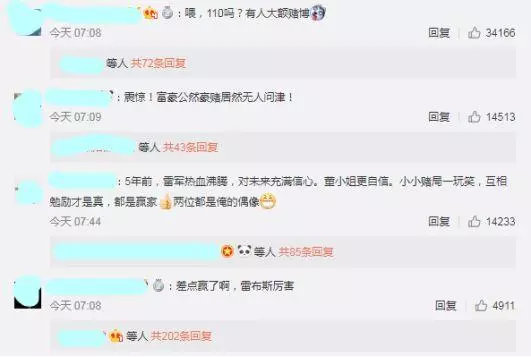 ：喂，110吗？有人大额赌博
今天 07:08 回复 34166
等人 共72条回复
：震惊！富豪公然豪赌居然无人问津！
今天 07:09 回复 14513
等人 共43条回复
：5年前，雷军热血沸腾，对未来充满信心。董小姐更自信。小小赌局一玩笑，互相
勉励才是真，都是赢家 两位都是俺的偶像
今天 07:44 回复 14233
等人 共85条回复
：差点赢了啊，雷布斯厉害
今天 07:08 回复 4911
等人 共202条回复